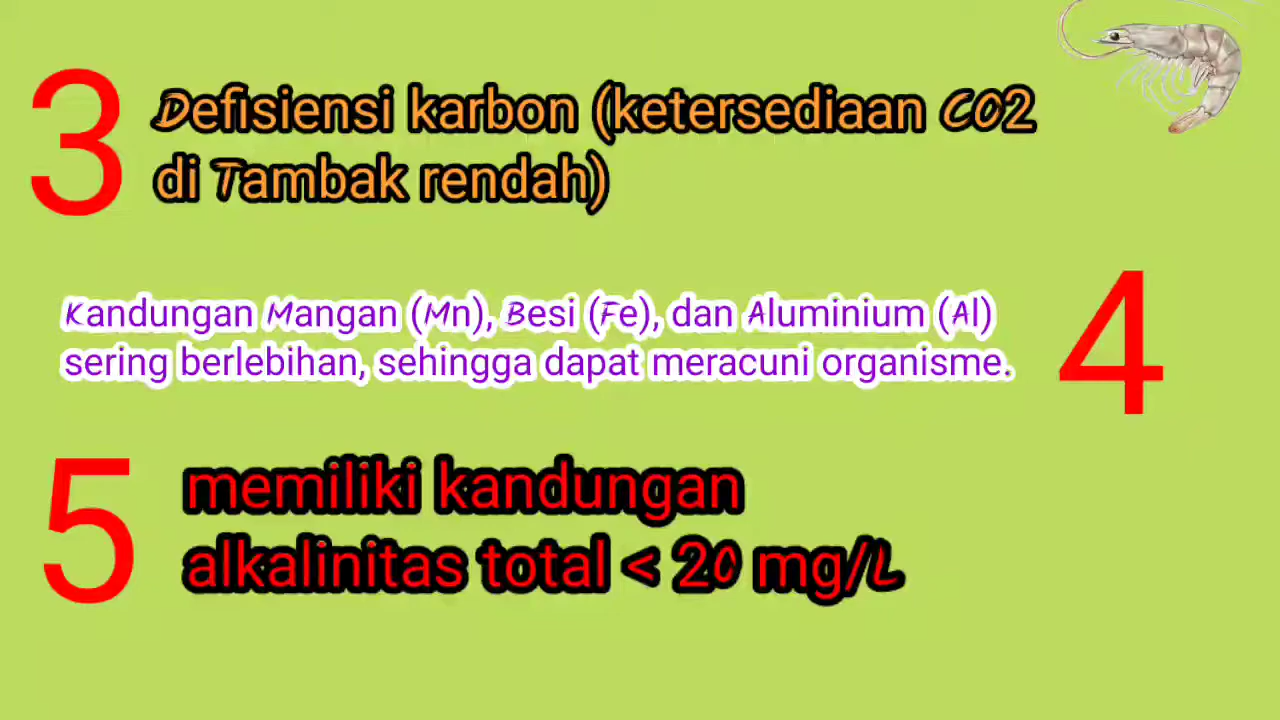 3
Defisiensi karbon (ketersediaan CO2
di Tambak rendah)
Kandungan Mangan (Mn), Besi (Fe), dan Aluminium (Al)
sering berlebihan, sehingga dapat meracuni organisme.
4
5
memiliki kandungan
alkalinitas total < 20 mg/L